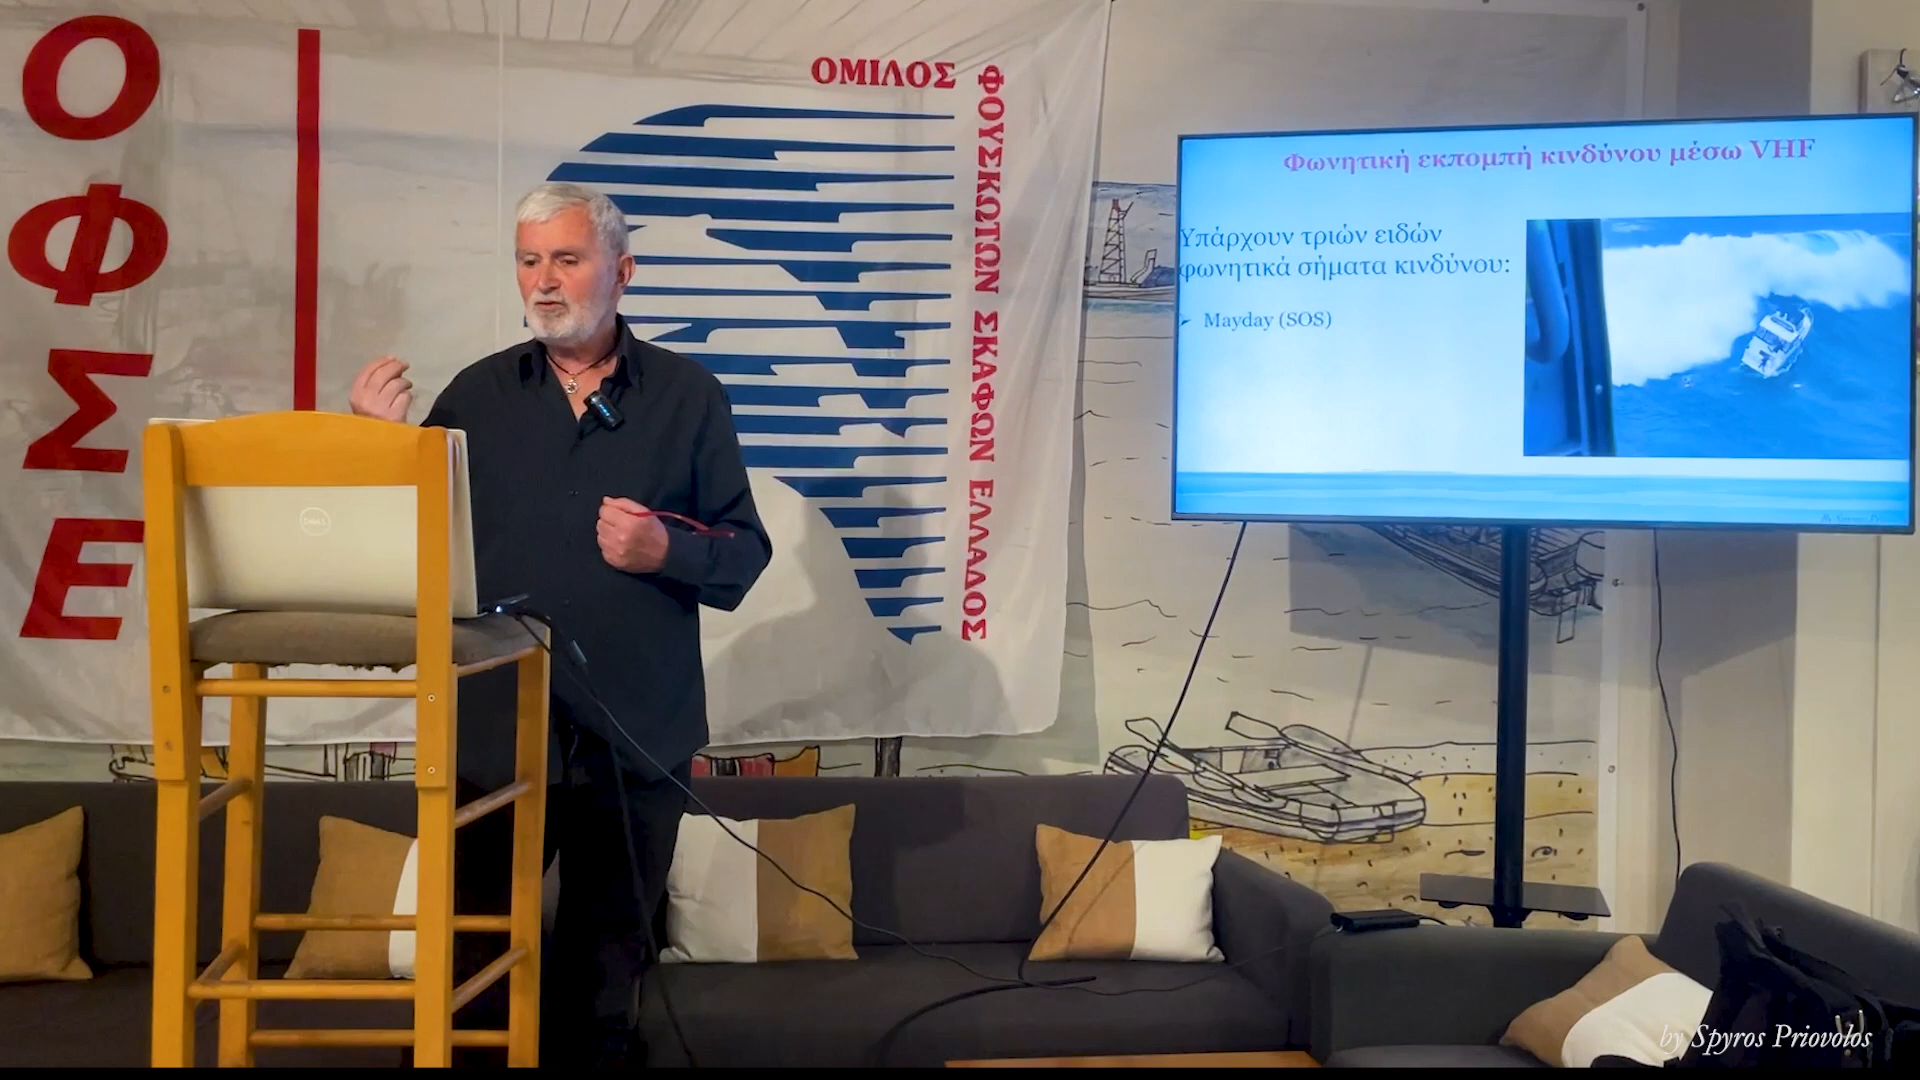 ΟΦΣΕ
ΟΜΙΛΟΣ
ΦΟΥΣΚΩΤΩΝ ΣΚΑΦΩΝ ΕΛΛΑΔΟΣ
Φωνητική εκπομπή κινδύνου μέσω VHF
Υπάρχουν τριών ειδών
φωνητικά σήματα κινδύνου:
➢ Mayday (SOS)
DELL
by Spyros Priovolos